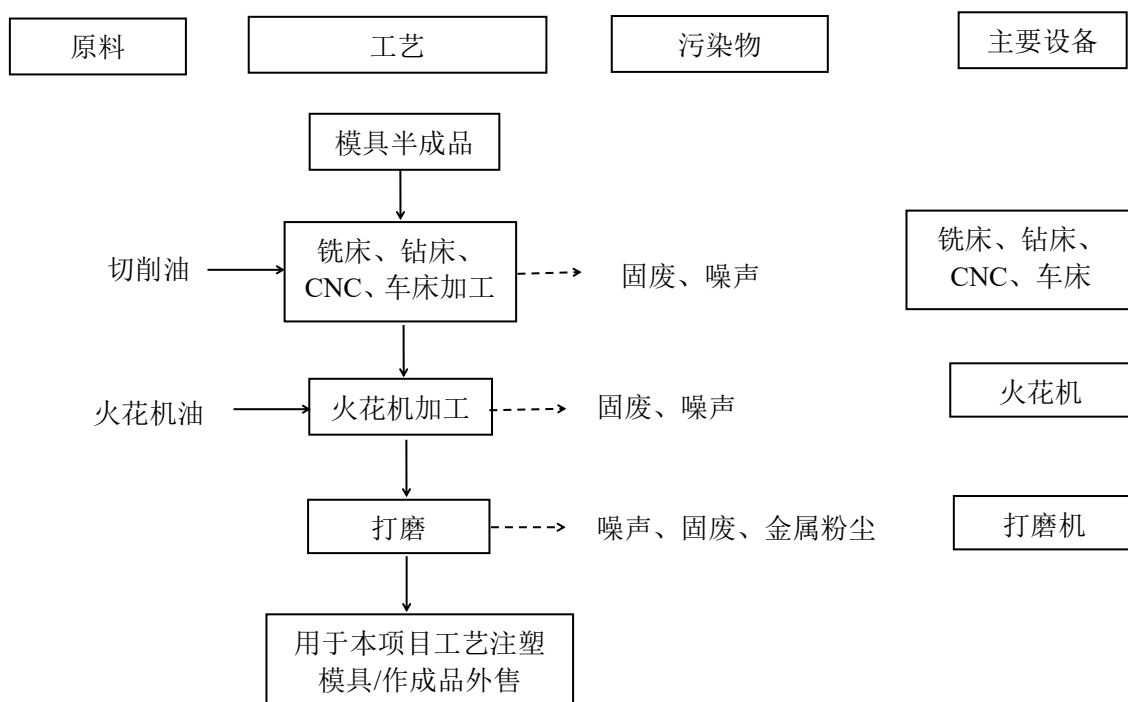 原料
工艺
污染物
主要设备
模具半成品
切削油
铣床、钻床、
CNC、车床加工
固废、噪声
铣床、钻床、
CNC、车床
火花机油
火花机加工
固废、噪声
火花机
打磨
噪声、固废、金属粉尘
打磨机
用于本项目工艺注塑
模具/作成品外售